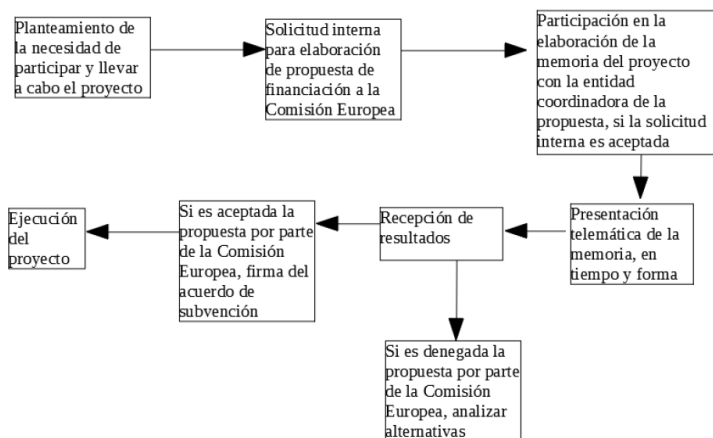 Planteamiento de
la necesidad de
participar y llevar
a cabo el proyecto
Solicitud interna
para elaboración
de propuesta de
financiación a la
Comisión Europea
Participación en la
elaboración de la
memoria del proyecto
con la entidad
coordinadora de la
propuesta, si la solicitud
interna es aceptada
Presentación
telemática de la
memoria, en
tiempo y forma
Recepción de
resultados
Si es aceptada la
propuesta por parte
de la Comisión
Europea, firma del
acuerdo de
subvención
Ejecución
del
proyecto
Si es denegada la
propuesta por parte
de la Comisión
Europea, analizar
alternativas